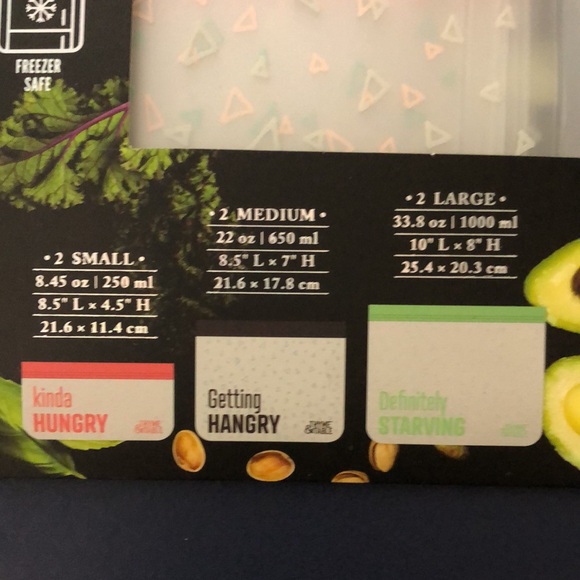 FREEZER
SAFE
• 2 SMALL •
8.45 oz | 250 ml
8.5" L × 4.5" H
21.6 × 11.4 cm
• 2 MEDIUM •
22 oz | 650 ml
8.5" L × 7" H
21.6 × 17.8 cm
• 2 LARGE •
33.8 oz | 1000 ml
10" L × 8" H
25.4 × 20.3 cm
kinda
HUNGRY
Getting
HANGRY
Definitely
STARVING